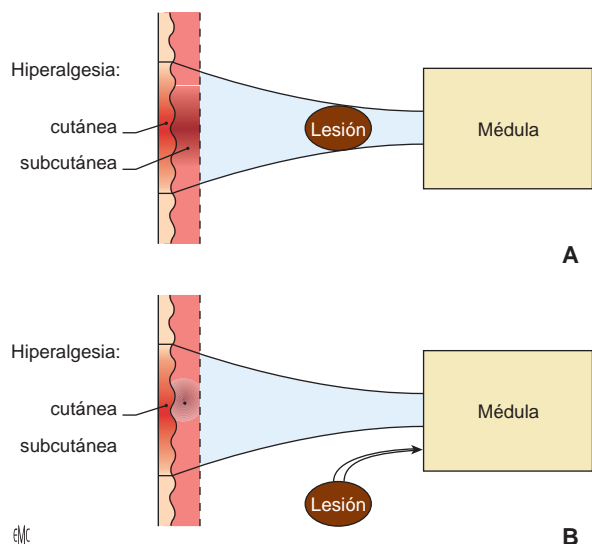 Hiperalgesia:
cutánea
subcutánea
Lesión
Médula
A
Hiperalgesia:
cutánea
subcutánea
Médula
Lesión
EMC
B